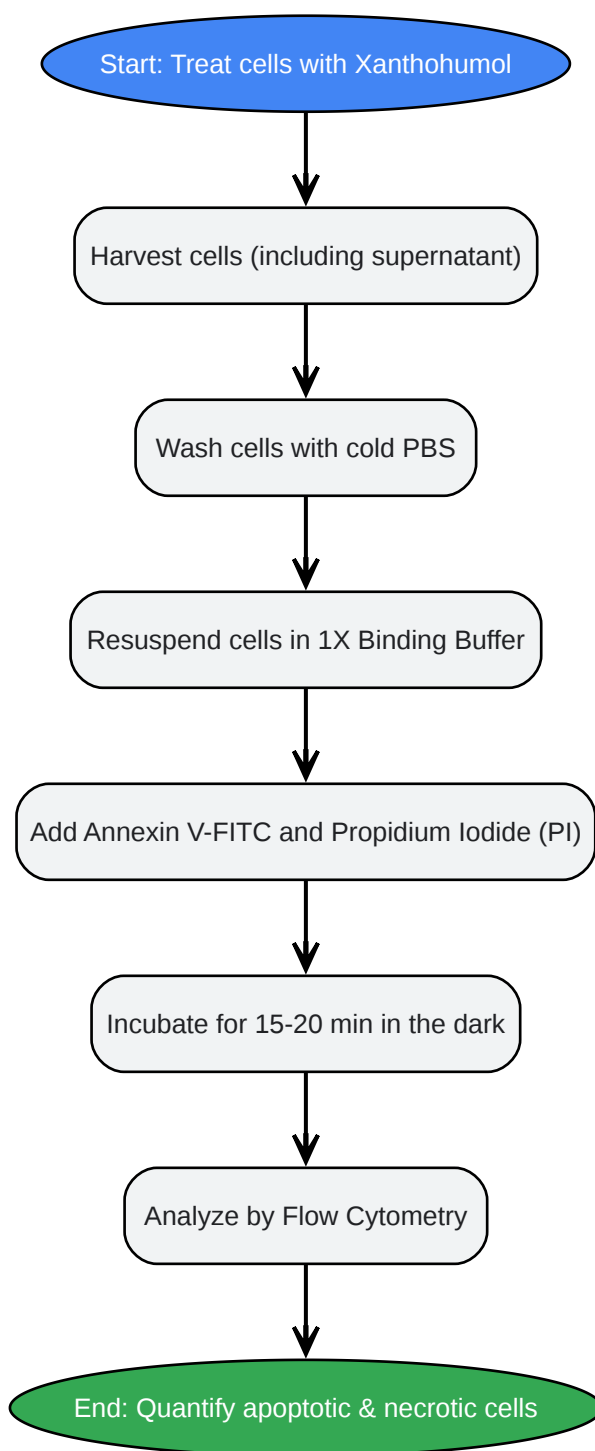 Start: Treat cells with Xanthohumol
Harvest cells (including supernatant)
Wash cells with cold PBS
Resuspend cells in 1X Binding Buffer
Add Annexin V-FITC and Propidium Iodide (PI)
Incubate for 15-20 min in the dark
Analyze by Flow Cytometry
End: Quantify apoptotic & necrotic cells